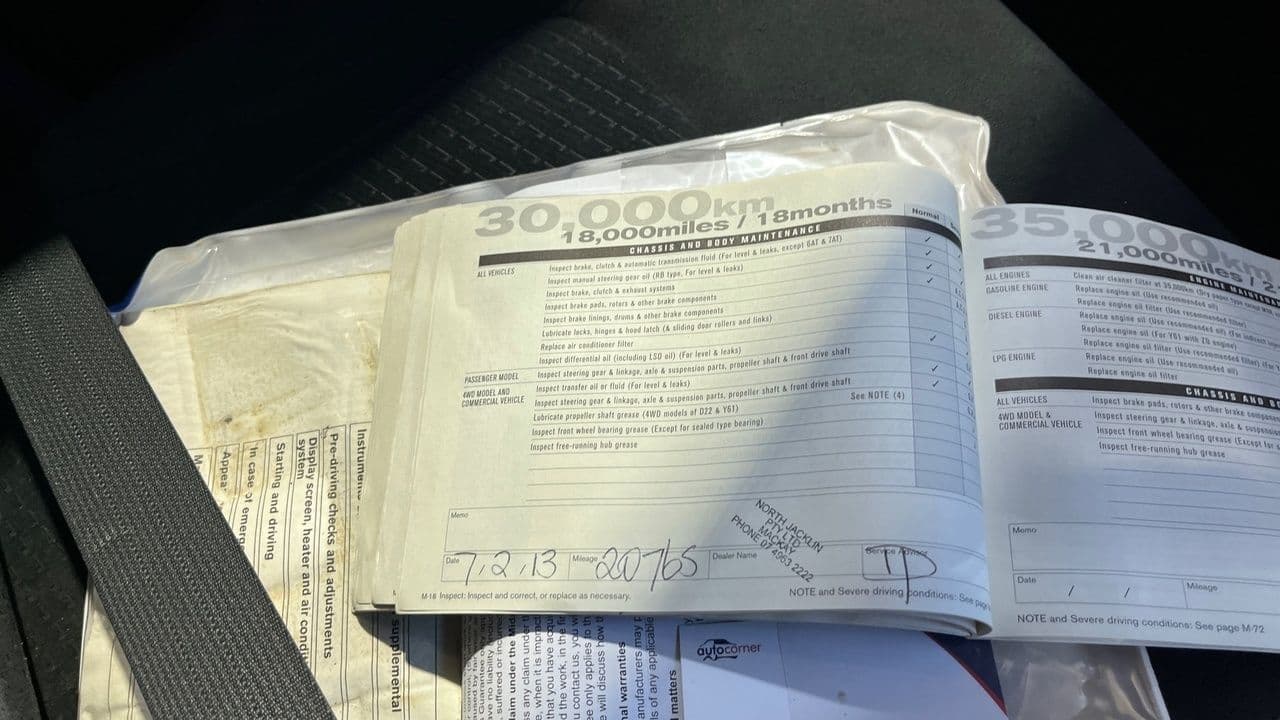 30,000km
18,000miles / 18months
CHASSIS AND BODY MAINTENANCE
Normal
ALL VEHICLES
Inspect brake, clutch & automatic transmission fluid (For level & leaks, except 6AT & 7AT)
Inspect manual steering gear oil (RB type, For level & leaks)
Inspect brake, clutch & exhaust systems
Inspect brake pads, rotors & other brake components
Inspect brake linings, drums & other brake components
Lubricate locks, hinges & hood latch (& sliding door rollers and links)
Replace air conditioner filter
Inspect differential oil (including LSD oil) (For level & leaks)
PASSENGER MODEL
Inspect steering gear & linkage, axle & suspension parts, propeller shaft & front drive shaft
4WD MODEL AND
COMMERCIAL VEHICLE
Inspect transfer oil or fluid (For level & leaks)
Inspect steering gear & linkage, axle & suspension parts, propeller shaft & front drive shaft
Lubricate propeller shaft grease (4WD models of D22 & Y61)
See NOTE (4)
Inspect front wheel bearing grease (Except for sealed type bearing)
Inspect free-running hub grease
Memo
NORTH JACKLIN
PTY LTD
MACKAY
PHONE 07 4953 2222
Date 7.2.13
Mileage 20765
Dealer Name
Service Advisor
M-18 Inspect: Inspect and correct, or replace as necessary.
NOTE and Severe driving conditions: See page
35,000km
21,000miles / 2
ENGINE MAINTENA
ALL ENGINES
Clean air cleaner filter at 35,000km (Dry paper type
GASOLINE ENGINE
Replace engine oil (Use recommended oil)
Replace engine oil filter (Use recommended filter)
DIESEL ENGINE
Replace engine oil (Use recommended oil)
Replace engine oil (For Y61 with ZD engine)
Replace engine oil filter (Use recommended filter)
LPG ENGINE
Replace engine oil (Use recommended oil)
Replace engine oil filter
CHASSIS AND BO
ALL VEHICLES
Inspect brake pads, rotors & other brake
4WD MODEL &
COMMERCIAL VEHICLE
Inspect steering gear & linkage, axle &
Inspect front wheel bearing grease (Except for
Inspect free-running hub grease
Memo
Date / /
Mileage
NOTE and Severe driving conditions: See page M-72
Pre-driving checks and adjustments
Display screen, heater and air
system
Starting and driving
In case of
supplemental
autocorner